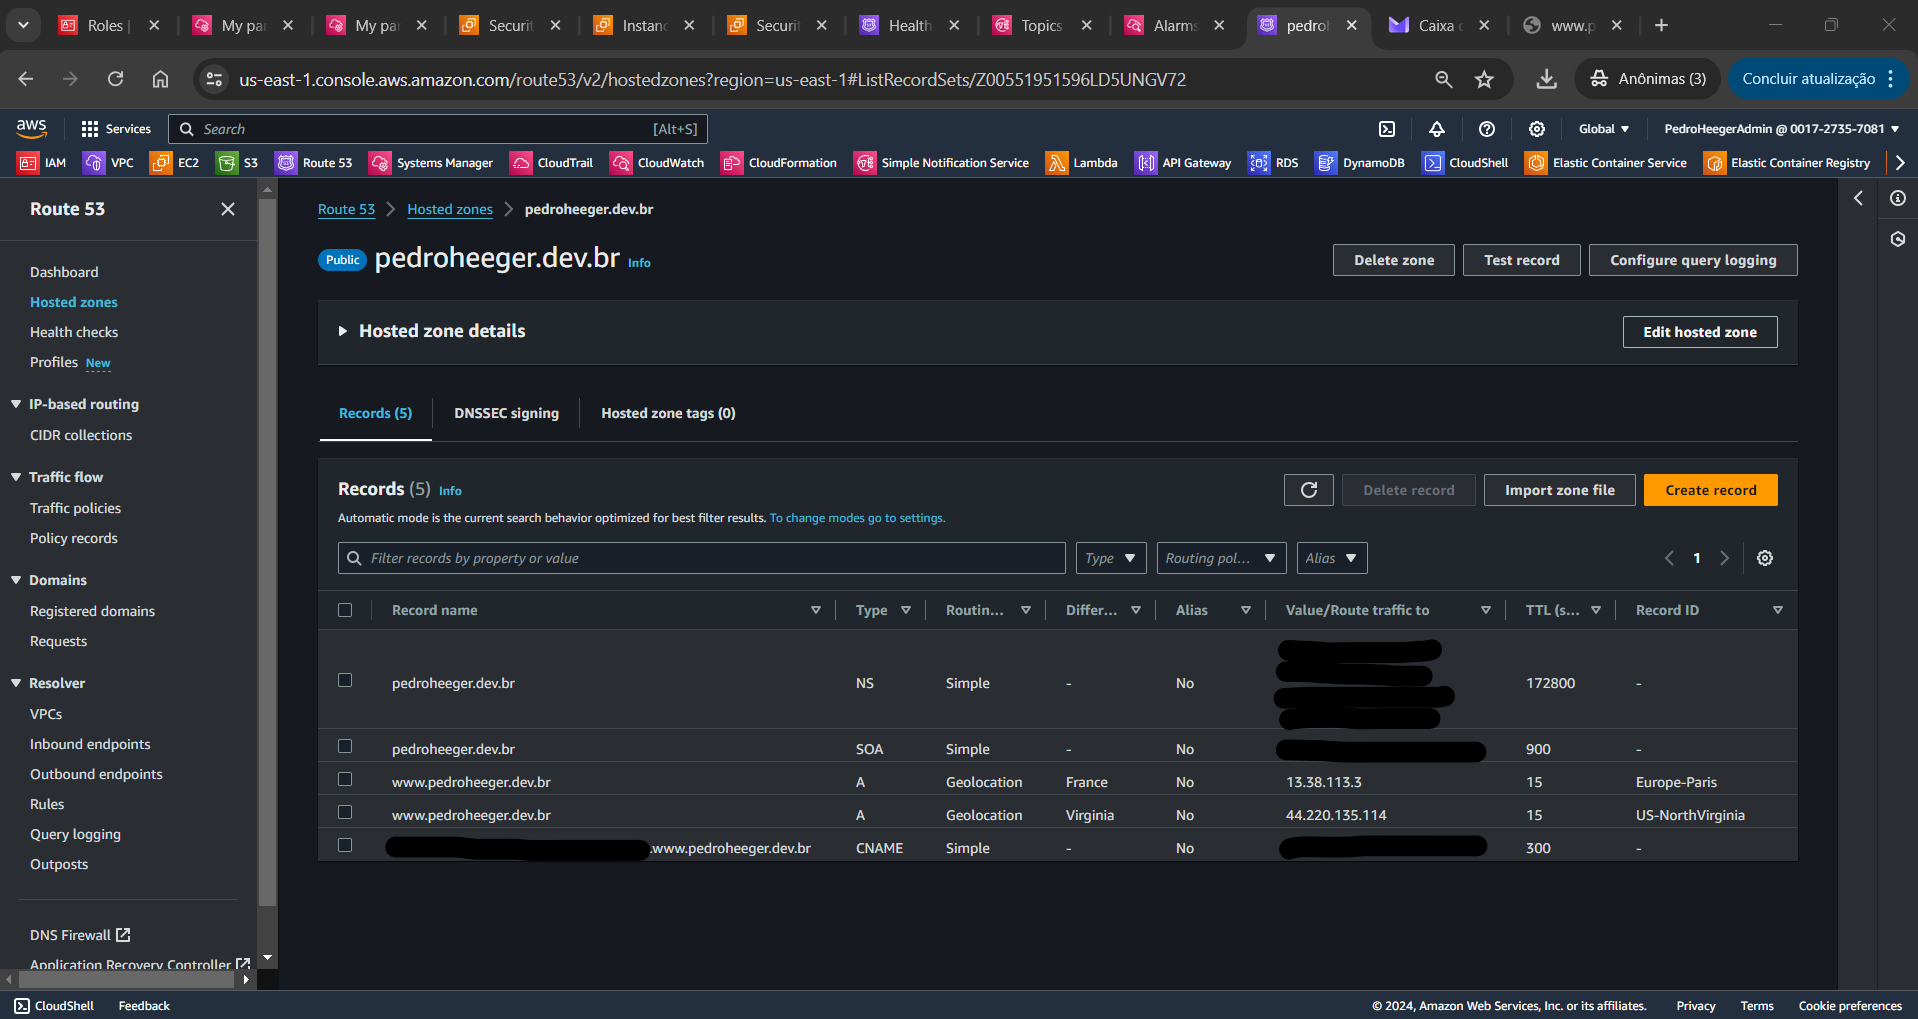 Roles |
My pa
My pa
Securit
Instanc
Securit
Health
Topics
Alarms
pedro
Caixa
www.p
us-east-1.console.aws.amazon.com/route53/v2/hostedzones?region=us-east-1#ListRecordSets/Z00551951596LD5UNGV72
Anônimas (3)
Concluir atualização
aws
Services
Search
[Alt+S]
Global
PedroHeegerAdmin @ 0017-2735-7081
IAM
VPC
EC2
S3
Route 53
Systems Manager
CloudTrail
CloudWatch
CloudFormation
Simple Notification Service
Lambda
API Gateway
RDS
DynamoDB
CloudShell
Elastic Container Service
Elastic Container Registry
Route 53
Dashboard
Hosted zones
Health checks
Profiles New
IP-based routing
CIDR collections
Traffic flow
Traffic policies
Policy records
Domains
Registered domains
Requests
Resolver
VPCs
Inbound endpoints
Outbound endpoints
Rules
Query logging
Outposts
DNS Firewall
Application Recovery Controller
Route 53 > Hosted zones > pedroheeger.dev.br
Public pedroheeger.dev.br Info
Delete zone
Test record
Configure query logging
Hosted zone details
Edit hosted zone
Records (5)
DNSSEC signing
Hosted zone tags (0)
Records (5) Info
Delete record
Import zone file
Create record
Automatic mode is the current search behavior optimized for best filter results. To change modes go to settings.
Filter records by property or value
Type
Routing pol...
Alias
1
Record name Type Routin... Differ... Alias Value/Route traffic to TTL (s... Record ID
pedroheeger.dev.br NS Simple - No 172800 -
pedroheeger.dev.br SOA Simple - No 900 -
www.pedroheeger.dev.br A Geolocation France No 13.38.113.3 15 Europe-Paris
www.pedroheeger.dev.br A Geolocation Virginia No 44.220.135.114 15 US-NorthVirginia
.www.pedroheeger.dev.br CNAME Simple - No 300 -
CloudShell
Feedback
© 2024, Amazon Web Services, Inc. or its affiliates.
Privacy
Terms
Cookie preferences